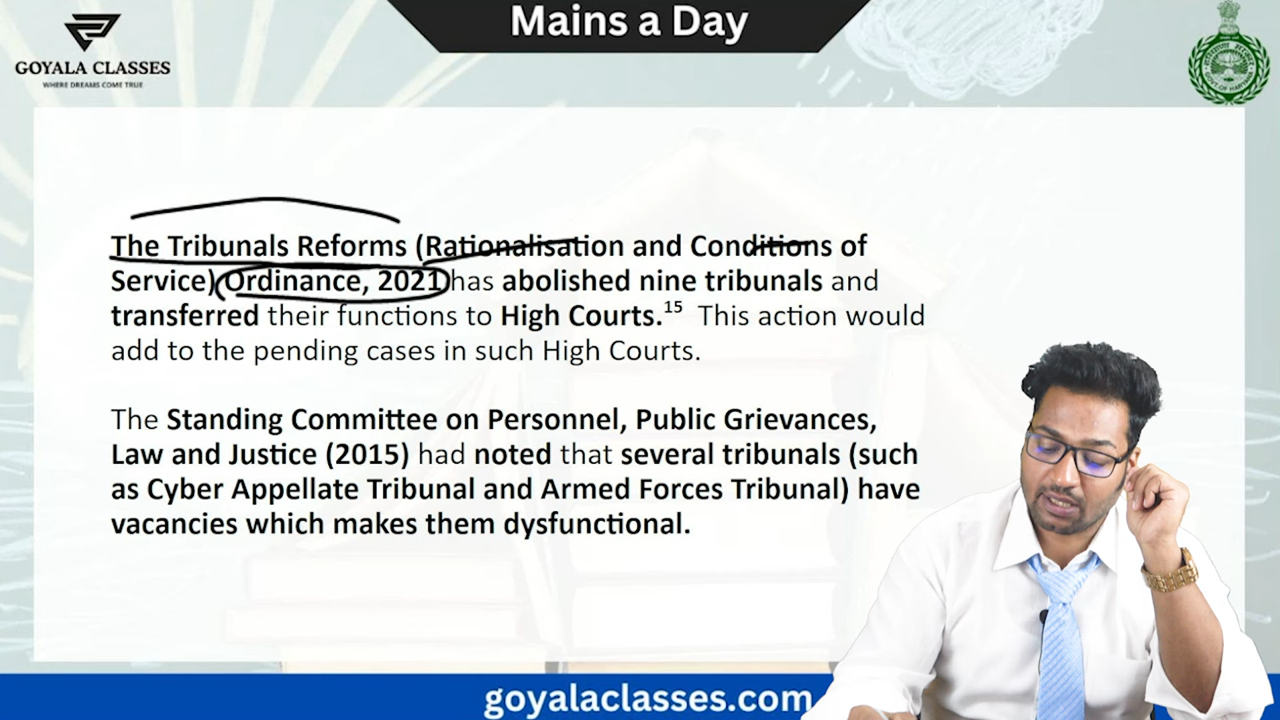 Mains a Day
GOYALA CLASSES
WHERE DREAMS COME TRUE
The Tribunals Reforms (Rationalisation and Conditions of
Service) Ordinance, 2021 has abolished nine tribunals and
transferred their functions to High Courts.15 This action would
add to the pending cases in such High Courts.
The Standing Committee on Personnel, Public Grievances,
Law and Justice (2015) had noted that several tribunals (such
as Cyber Appellate Tribunal and Armed Forces Tribunal) have
vacancies which makes them dysfunctional.
goyalaclasses.com